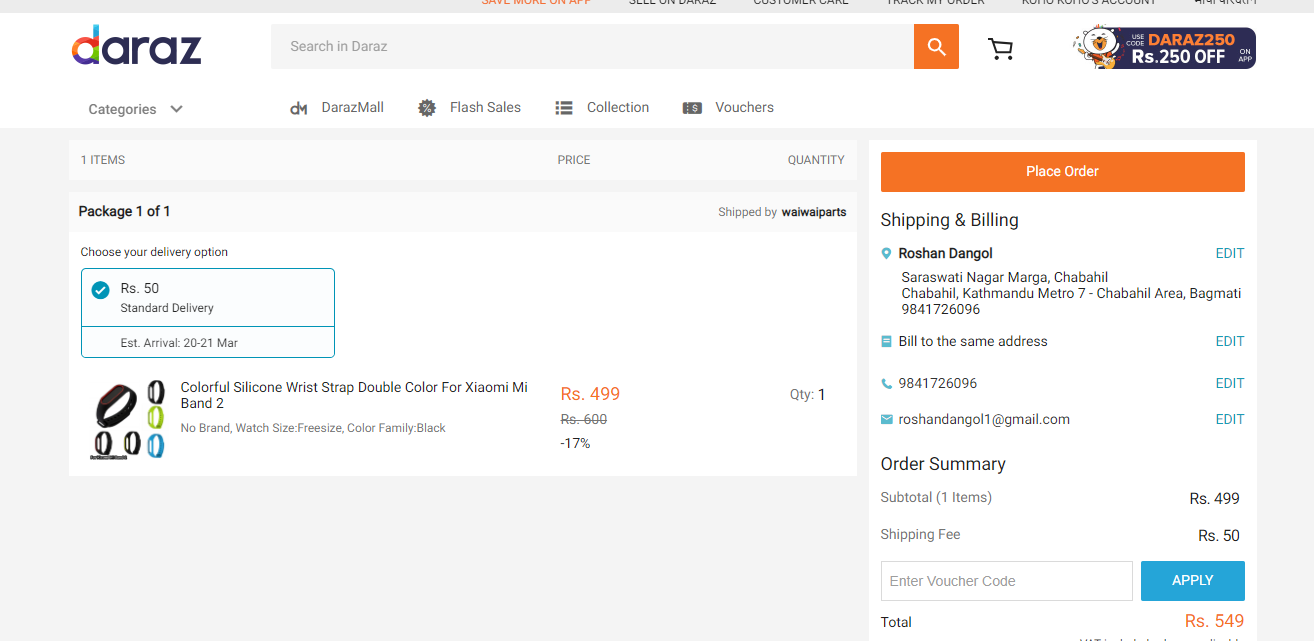 SAVE MORE ON APP SELL ON DARAZ CUSTOMER CARE TRACK MY ORDER KOHO KOHO'S ACCOUNT
daraz
Search in Daraz
USE CODE DARAZ250
Rs.250 OFF ON APP
Categories
DarazMall Flash Sales Collection Vouchers
1 ITEMS PRICE QUANTITY
Package 1 of 1 Shipped by waiwaiparts
Choose your delivery option
Rs. 50
Standard Delivery
Est. Arrival: 20-21 Mar
Colorful Silicone Wrist Strap Double Color For Xiaomi Mi
Band 2
No Brand, Watch Size:Freesize, Color Family:Black
Rs. 499
Rs. 600
-17%
Qty: 1
Place Order
Shipping & Billing
Roshan Dangol EDIT
Saraswati Nagar Marga, Chabahil
Chabahil, Kathmandu Metro 7 - Chabahil Area, Bagmati
9841726096
Bill to the same address EDIT
9841726096 EDIT
roshandangol1@gmail.com EDIT
Order Summary
Subtotal (1 Items) Rs. 499
Shipping Fee Rs. 50
Enter Voucher Code APPLY
Total Rs. 549